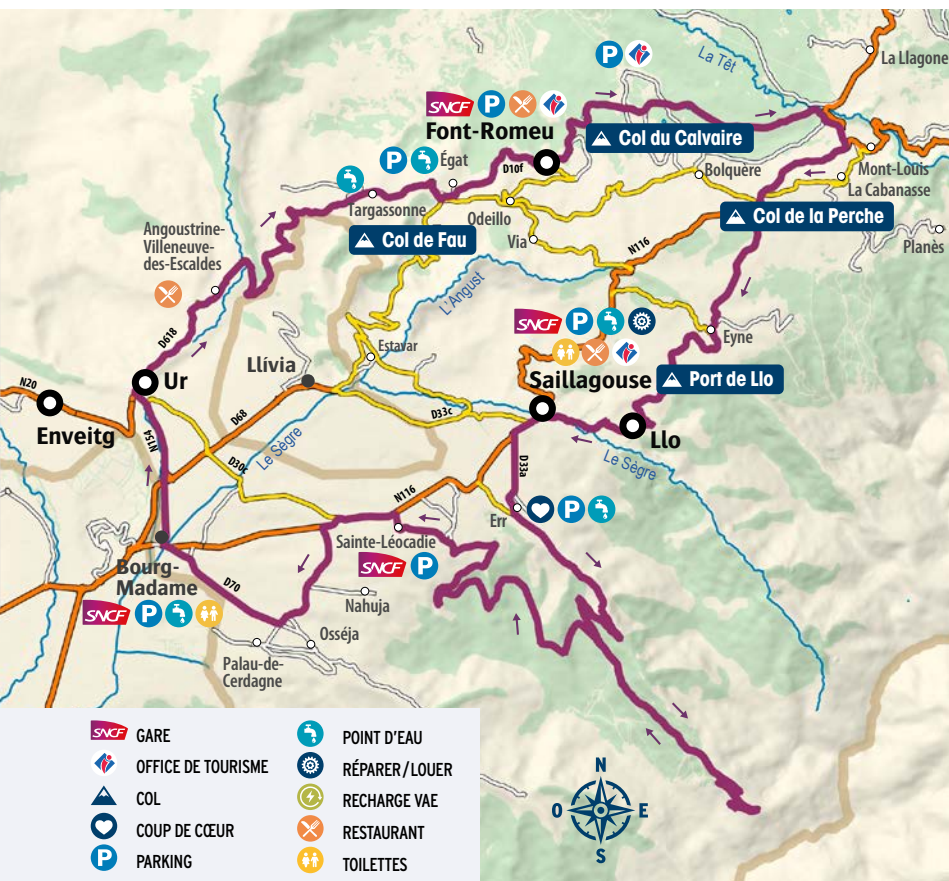 La Têt
La Llagone
SNCF P
P
Font-Romeu
Col du Calvaire
P
Égat
D10f
Bolquère
Mont-Louis
La Cabanasse
Targassonne
Odeillo
Col de la Perche
Angoustrine-
Villeneuve-
des-Escaldes
Col de Fau
Via
N116
Planès
L'Angust
D618
SNCF P
Eyne
Estavar
Llívia
Ur
Saillagouse
Port de Llo
N20
Enveitg
D68
D33c
Llo
N154
Le Sègre
Le Sègre
D30c
D33a
N116
Err
P
Sainte-Léocadie
SNCF P
Bourg-
Madame
D70
Nahuja
SNCF P
Osséja
Palau-de-
Cerdagne
SNCF GARE
OFFICE DE TOURISME
COL
COUP DE CŒUR
P PARKING
POINT D'EAU
RÉPARER/LOUER
RECHARGE VAE
RESTAURANT
TOILETTES
N
O E
S